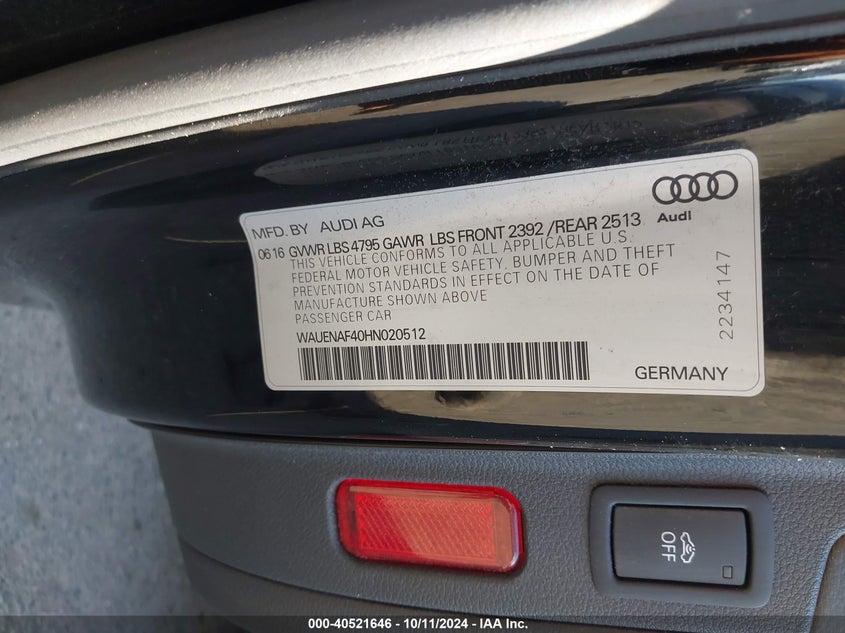 MFD. BY AUDI AG
Audi
0616 GVWR LBS 4795 GAWR LBS FRONT 2392 /REAR 2513
THIS VEHICLE CONFORMS TO ALL APPLICABLE U.S.
FEDERAL MOTOR VEHICLE SAFETY, BUMPER AND THEFT
PREVENTION STANDARDS IN EFFECT ON THE DATE OF
MANUFACTURE SHOWN ABOVE
PASSENGER CAR
WAUENAF40HN020512
2234147
GERMANY
OFF
000-40521646 - 10/11/2024 - IAA Inc.